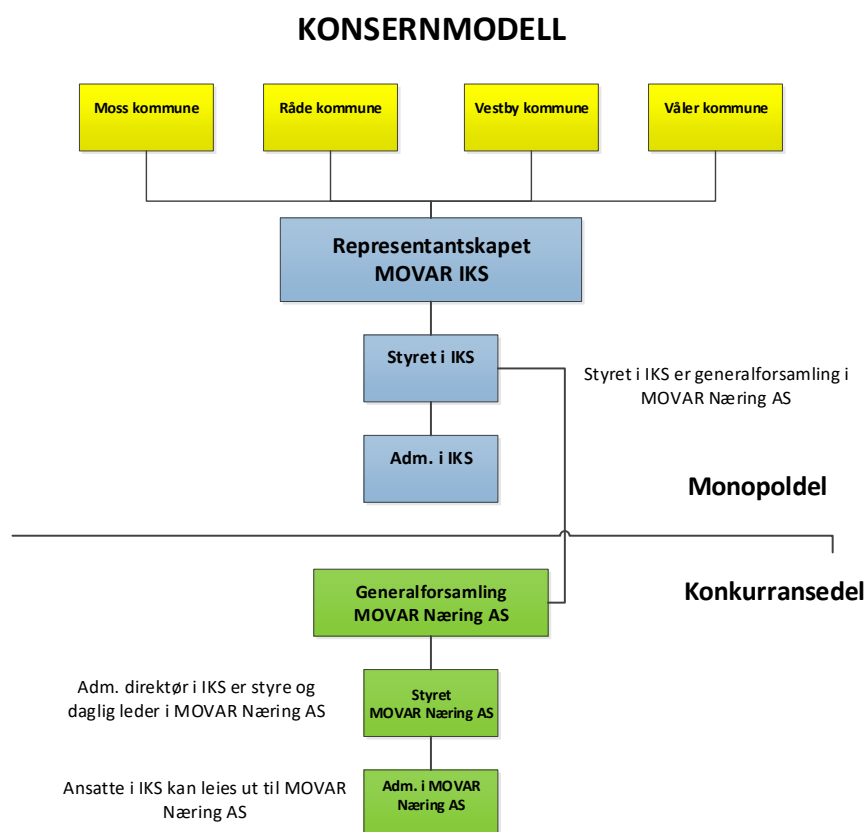 KONSERNMODELL
Moss kommune
Råde kommune
Vestby kommune
Våler kommune
Representantskapet
MOVAR IKS
Styret i IKS
Styret i IKS er generalforsamling i
MOVAR Næring AS
Adm. i IKS
Monopoldel
Konkurransedel
Generalforsamling
MOVAR Næring AS
Adm. direktør i IKS er styre og
daglig leder i MOVAR Næring AS
Styret
MOVAR Næring AS
Ansatte i IKS kan leies ut til MOVAR
Næring AS
Adm. i MOVAR
Næring AS